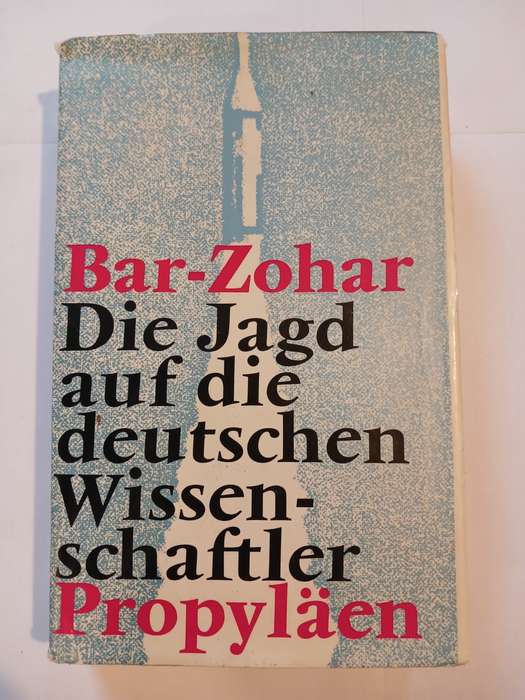 Bar-Zohar
Die Jagd
auf die
deutschen
Wissen-
schaftler
Propyläen